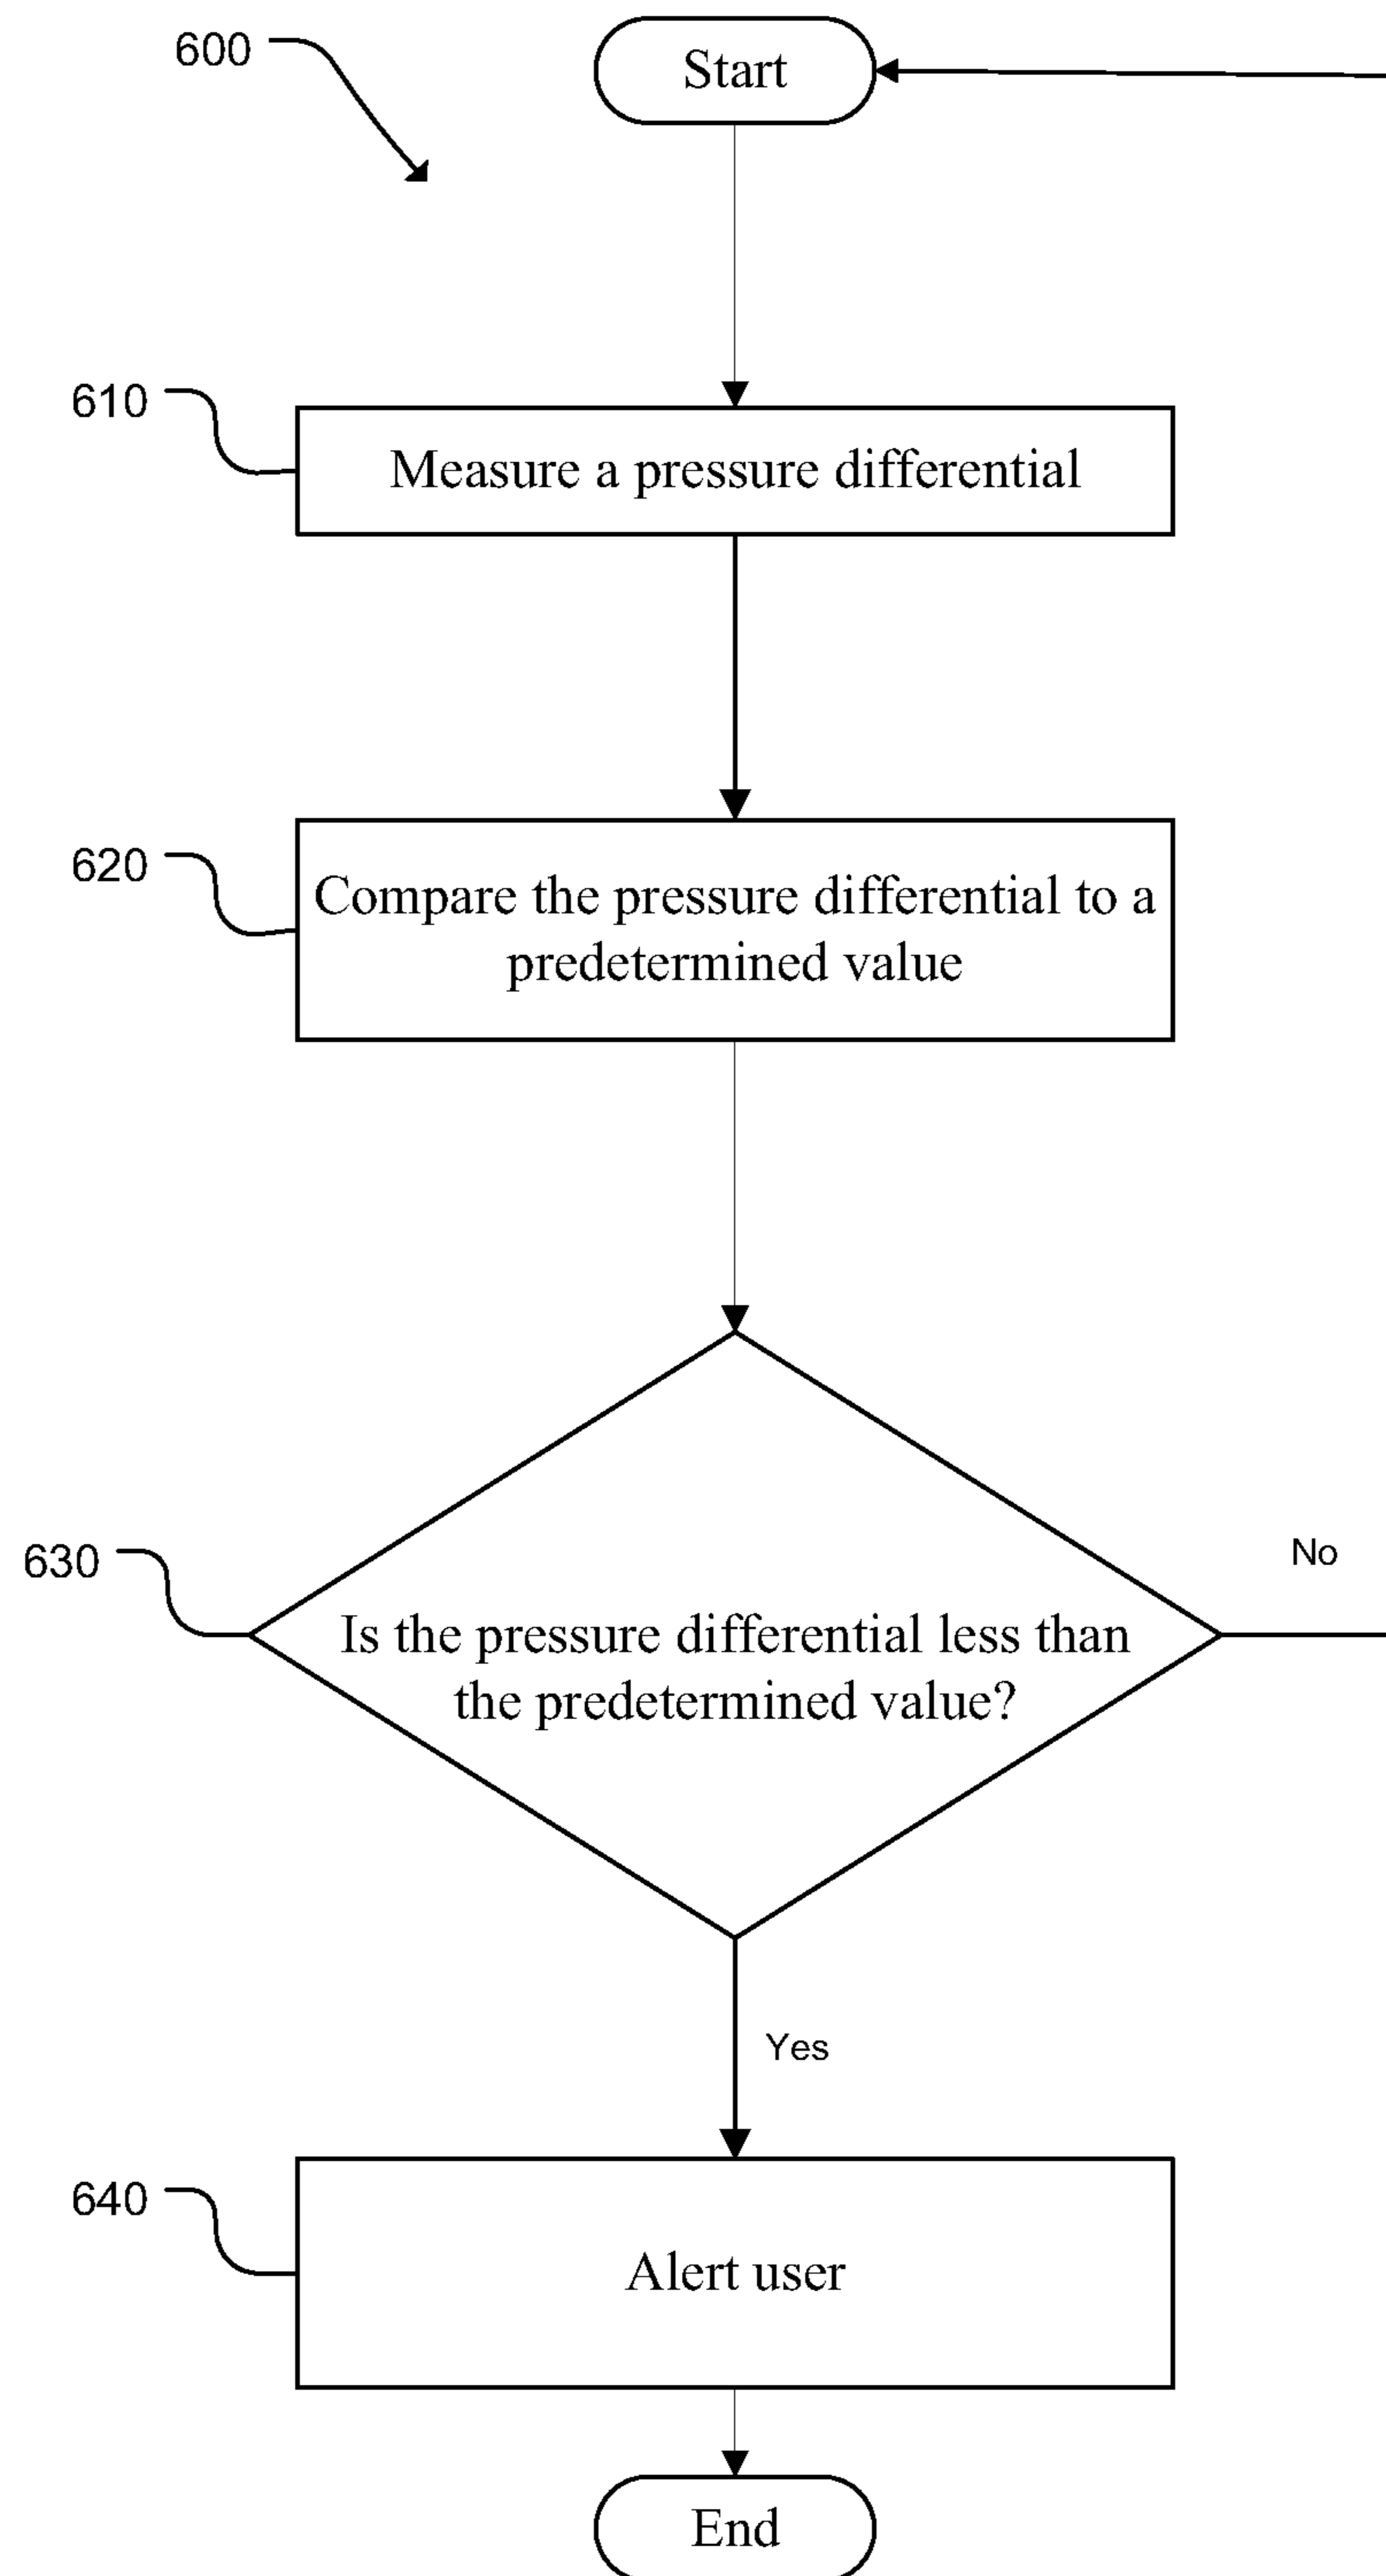 600
Start
610
Measure a pressure differential
620
Compare the pressure differential to a
predetermined value
630
Is the pressure differential less than
the predetermined value?
No
Yes
640
Alert user
End